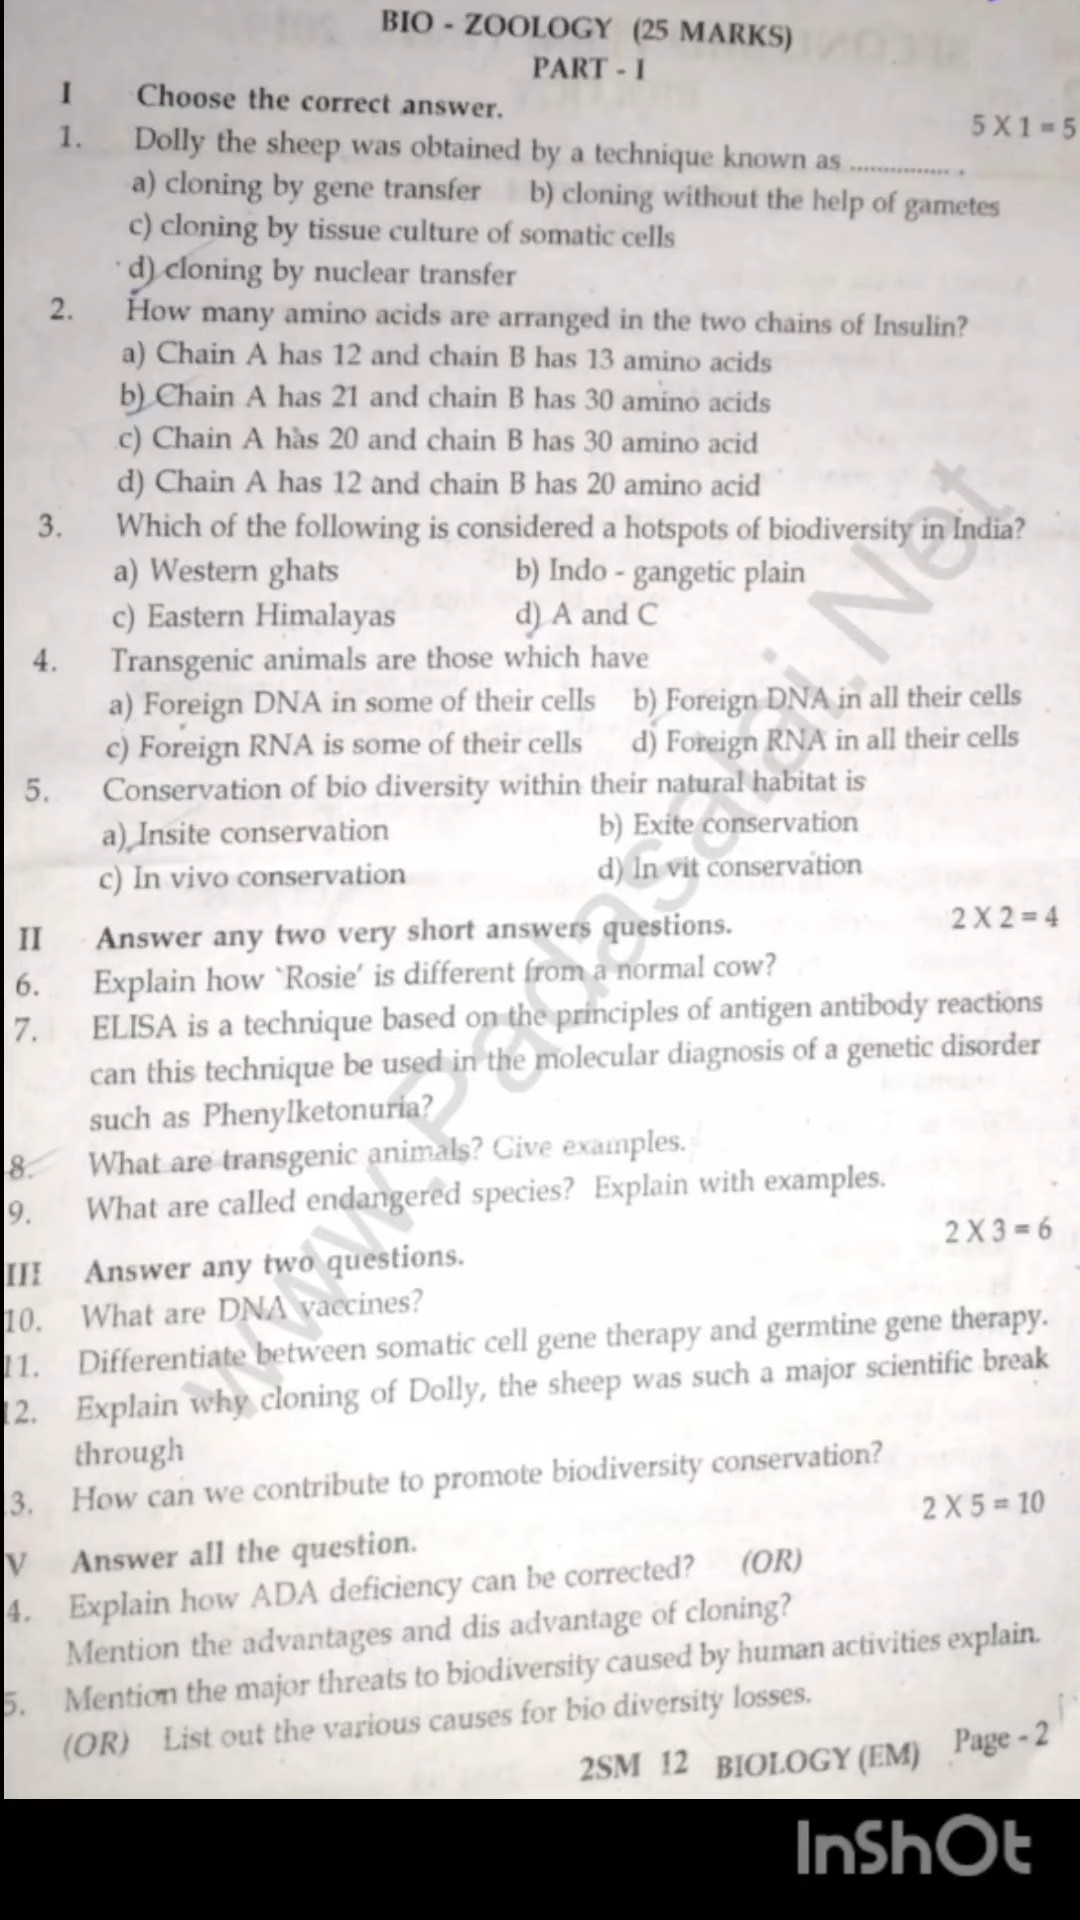 BIO - ZOOLOGY (25 MARKS)
PART - I
I Choose the correct answer.
5 X 1 = 5
1. Dolly the sheep was obtained by a technique known as ............... .
a) cloning by gene transfer b) cloning without the help of gametes
c) cloning by tissue culture of somatic cells
d) cloning by nuclear transfer
2. How many amino acids are arranged in the two chains of Insulin?
a) Chain A has 12 and chain B has 13 amino acids
b) Chain A has 21 and chain B has 30 amino acids
c) Chain A has 20 and chain B has 30 amino acid
d) Chain A has 12 and chain B has 20 amino acid
3. Which of the following is considered a hotspots of biodiversity in India?
a) Western ghats b) Indo - gangetic plain
c) Eastern Himalayas d) A and C
4. Transgenic animals are those which have
a) Foreign DNA in some of their cells b) Foreign DNA in all their cells
c) Foreign RNA is some of their cells d) Foreign RNA in all their cells
5. Conservation of bio diversity within their natural habitat is
a) Insite conservation b) Exite conservation
c) In vivo conservation d) In vit conservation
II Answer any two very short answers questions. 2 X 2 = 4
6. Explain how `Rosie' is different from a normal cow?
7. ELISA is a technique based on the principles of antigen antibody reactions
can this technique be used in the molecular diagnosis of a genetic disorder
such as Phenylketonuria?
8. What are transgenic animals? Give examples.
9. What are called endangered species? Explain with examples.
III Answer any two questions. 2 X 3 = 6
10. What are DNA vaccines?
11. Differentiate between somatic cell gene therapy and germtine gene therapy.
12. Explain why cloning of Dolly, the sheep was such a major scientific break
through
3. How can we contribute to promote biodiversity conservation?
V Answer all the question. 2 X 5 = 10
4. Explain how ADA deficiency can be corrected? (OR)
Mention the advantages and dis advantage of cloning?
5. Mention the major threats to biodiversity caused by human activities explain.
(OR) List out the various causes for bio diversity losses.
2SM 12 BIOLOGY (EM) Page - 2
www.Padasalai.Net
InShOt